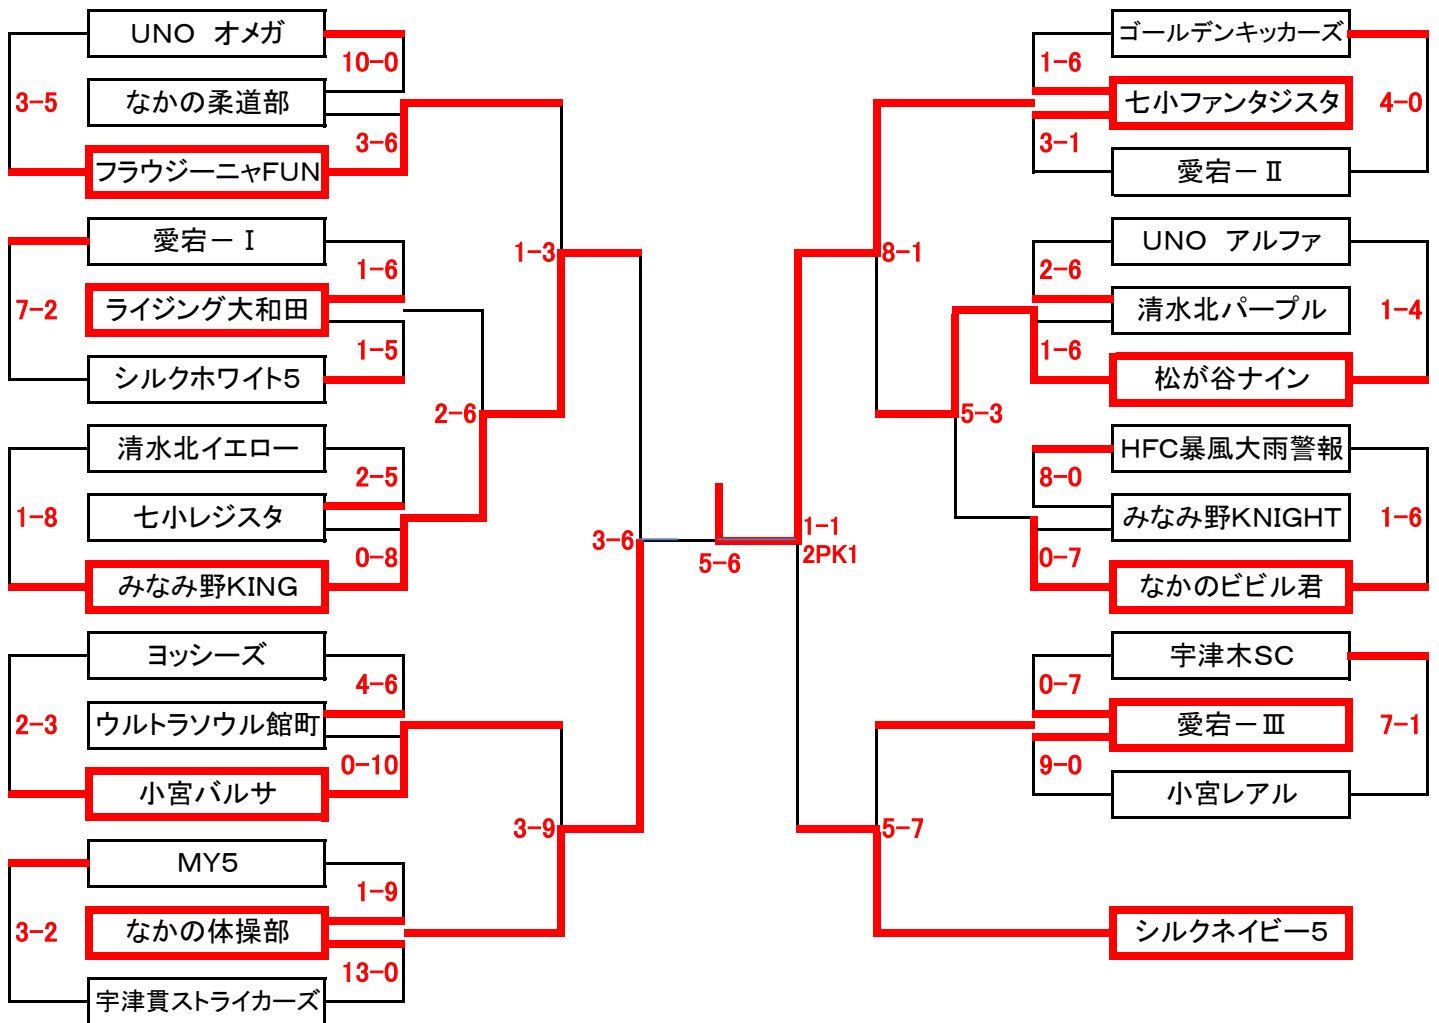 UNO オメガ
10-0
3-5
なかの柔道部
3-6
フラウジーニャFUN
愛宕－Ⅰ
1-6
7-2
ライジング大和田
1-5
シルクホワイト5
1-3
2-6
清水北イエロー
2-5
1-8
七小レジスタ
0-8
みなみ野KING
3-6
5-6
ヨッシーズ
4-6
2-3
ウルトラソウル館町
0-10
小宮バルサ
3-9
MY5
1-9
3-2
なかの体操部
13-0
宇津貫ストライカーズ
ゴールデンキッカーズ
1-6
七小ファンタジスタ
4-0
3-1
愛宕－Ⅱ
8-1
UNO アルファ
2-6
清水北パープル
1-4
1-6
松が谷ナイン
5-3
HFC暴風大雨警報
8-0
みなみ野KNIGHT
1-6
0-7
なかのビビル君
1-1
2PK1
宇津木SC
0-7
愛宕－Ⅲ
7-1
9-0
小宮レアル
5-7
シルクネイビー5